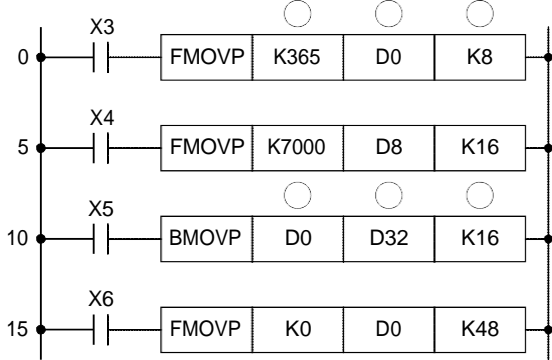 X3
0 FMOVP K365 D0 K8
X4
5 FMOVP K7000 D8 K16
X5
10 BMOVP D0 D32 K16
X6
15 FMOVP K0 D0 K48